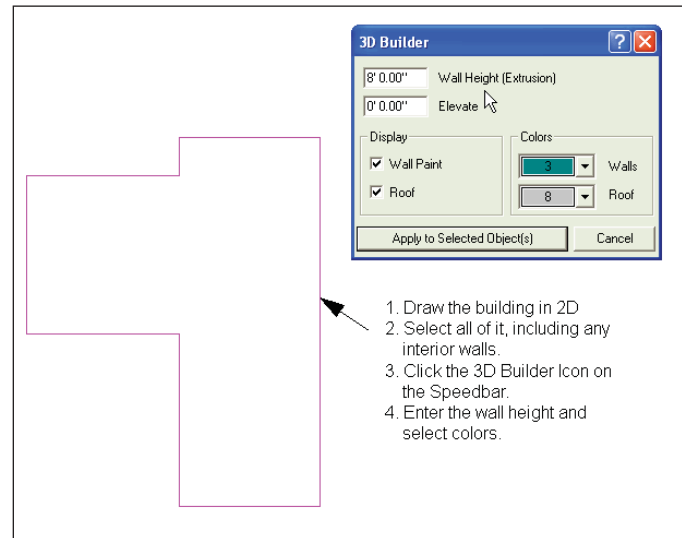 3D Builder
8' 0.00" Wall Height (Extrusion)
0' 0.00" Elevate
Display
Wall Paint
Roof
Colors
3 Walls
8 Roof
Apply to Selected Object(s) Cancel
1. Draw the building in 2D
2. Select all of it, including any
interior walls.
3. Click the 3D Builder Icon on
the Speedbar.
4. Enter the wall height and
select colors.